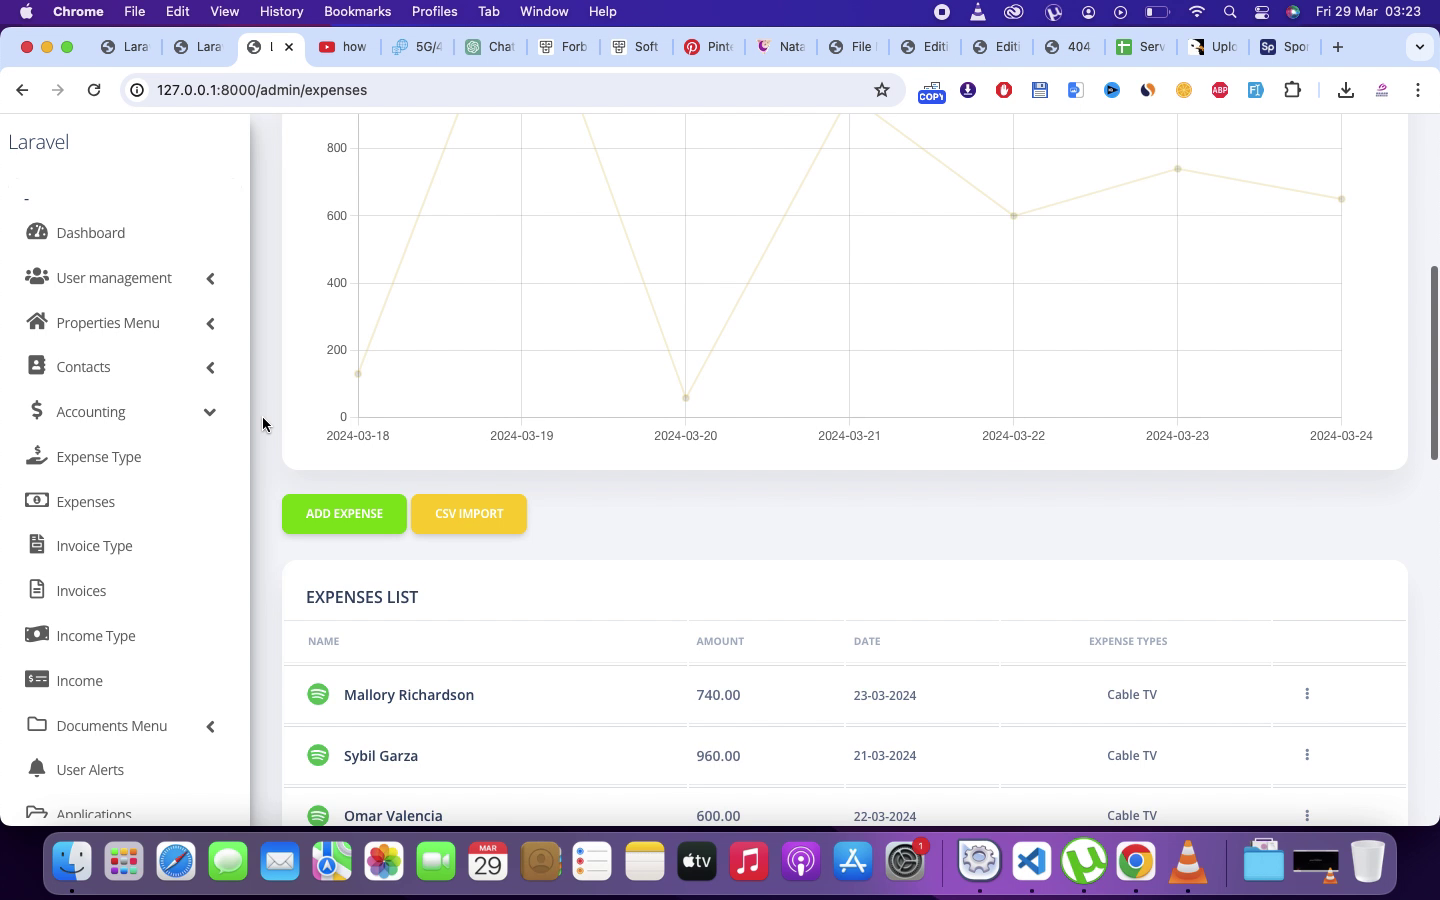 Chrome File Edit View History Bookmarks Profiles Tab Window Help Fri 29 Mar 03:23
Lara Lara L how 5G/4 Chat Forb Soft Pint Nata File Editi Editi 404 Serv Uplo Sp Spor
127.0.0.1:8000/admin/expenses COPY ABP
Laravel
-
Dashboard
User management
Properties Menu
Contacts
Accounting
Expense Type
Expenses
Invoice Type
Invoices
Income Type
Income
Documents Menu
User Alerts
Applications
800
600
400
200
0
2024-03-18 2024-03-19 2024-03-20 2024-03-21 2024-03-22 2024-03-23 2024-03-24
ADD EXPENSE CSV IMPORT
EXPENSES LIST
NAME AMOUNT DATE EXPENSE TYPES
Mallory Richardson 740.00 23-03-2024 Cable TV
Sybil Garza 960.00 21-03-2024 Cable TV
Omar Valencia 600.00 22-03-2024 Cable TV
MAR
29
tv
1